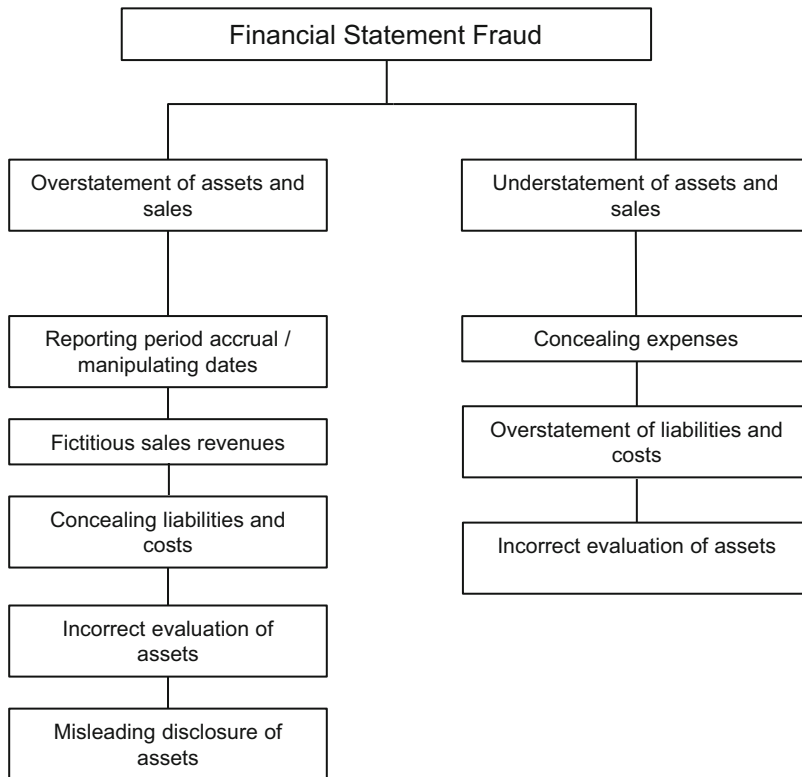 Financial Statement Fraud
Overstatement of assets and
sales
Understatement of assets and
sales
Reporting period accrual /
manipulating dates
Fictitious sales revenues
Concealing liabilities and
costs
Incorrect evaluation of
assets
Misleading disclosure of
assets
Concealing expenses
Overstatement of liabilities and
costs
Incorrect evaluation of assets